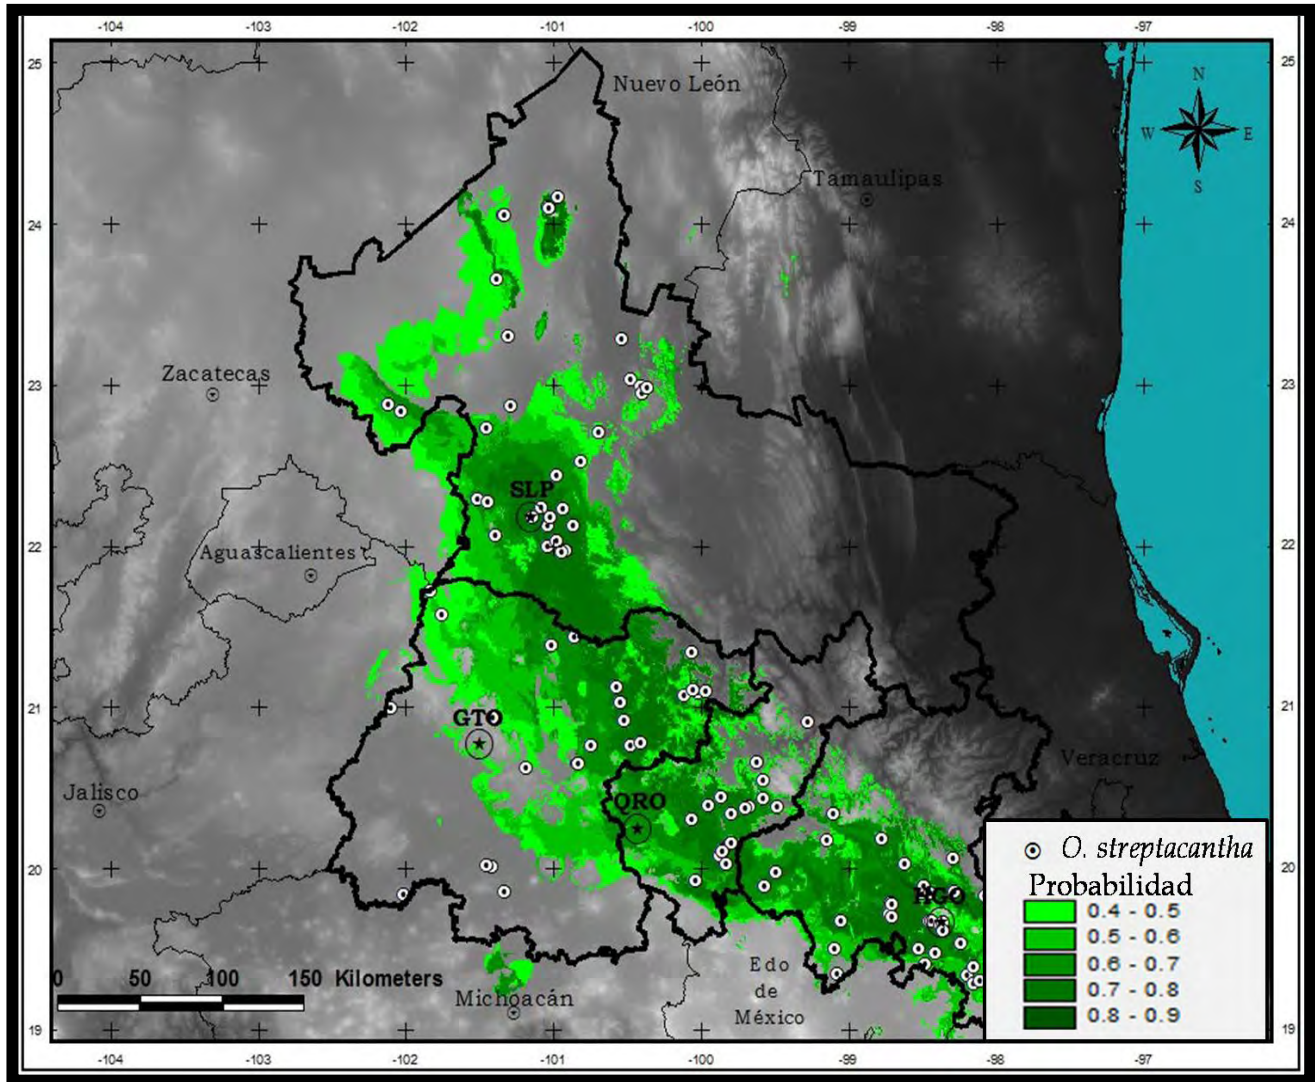 -104 -103 -102 -101 -100 -99 -98 -97
25 25
Nuevo León
N
W E
S
Tamaulipas
24 24
23 23
Zacatecas
SLP
22 22
Aguascalientes
21 21
GTO
Veracruz
Jalisco
QRO
20 20
HGO
O. streptacantha
Probabilidad
0.4 - 0.5
0.5 - 0.6
0.6 - 0.7
0.7 - 0.8
0.8 - 0.9
0 50 100 150 Kilometers
Michoacán
Edo
de
México
19 19
-104 -103 -102 -101 -100 -99 -98 -97